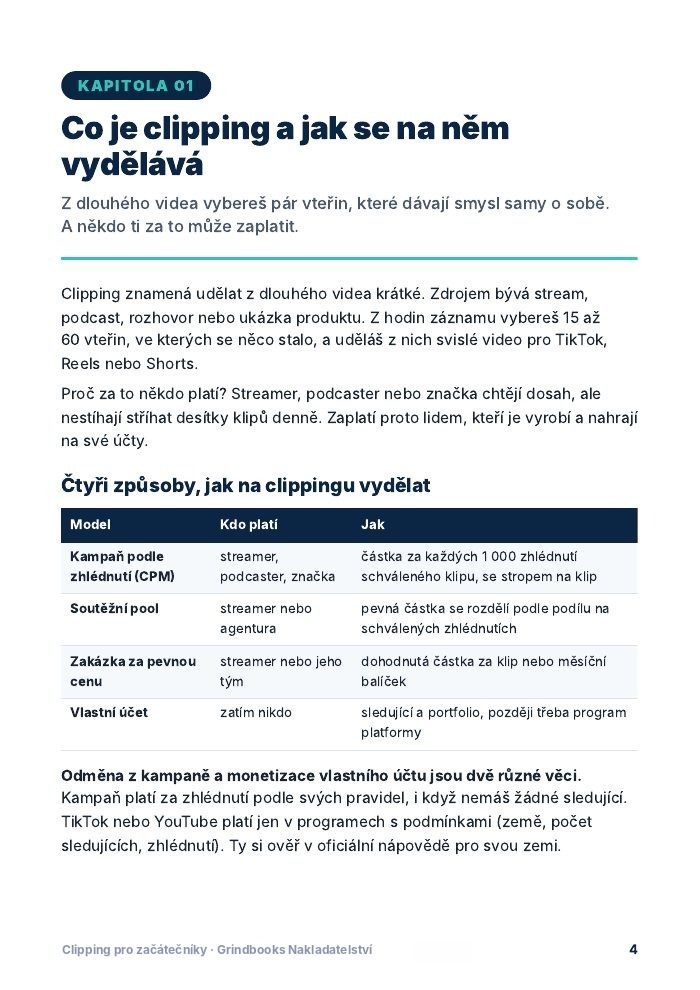 KAPITOLA 01
Co je clipping a jak se na něm
vydělává
Z dlouhého videa vybereš pár vteřin, které dávají smysl samy o sobě.
A někdo ti za to může zaplatit.
Clipping znamená udělat z dlouhého videa krátké. Zdrojem bývá stream,
podcast, rozhovor nebo ukázka produktu. Z hodin záznamu vybereš 15 až
60 vteřin, ve kterých se něco stalo, a uděláš z nich svislé video pro TikTok,
Reels nebo Shorts.
Proč za to někdo platí? Streamer, podcaster nebo značka chtějí dosah, ale
nestíhají stříhat desítky klipů denně. Zaplatí proto lidem, kteří je vyrobí a nahrají
na své účty.
Čtyři způsoby, jak na clippingu vydělat
Model Kdo platí Jak
Kampaň podle streamer, částka za každých 1 000 zhlédnutí
zhlédnutí (CPM) podcaster, značka schváleného klipu, se stropem na klip
Soutěžní pool streamer nebo pevná částka se rozdělí podle podílu na
agentura schválených zhlédnutích
Zakázka za pevnou streamer nebo jeho dohodnutá částka za klip nebo měsíční
cenu tým balíček
Vlastní účet zatím nikdo sledující a portfolio, později třeba program
platformy
Odměna z kampaně a monetizace vlastního účtu jsou dvě různé věci.
Kampaň platí za zhlédnutí podle svých pravidel, i když nemáš žádné sledující.
TikTok nebo YouTube platí jen v programech s podmínkami (země, počet
sledujících, zhlédnutí). Ty si ověř v oficiální nápovědě pro svou zemi.
Clipping pro začátečníky · Grindbooks Nakladatelství 4